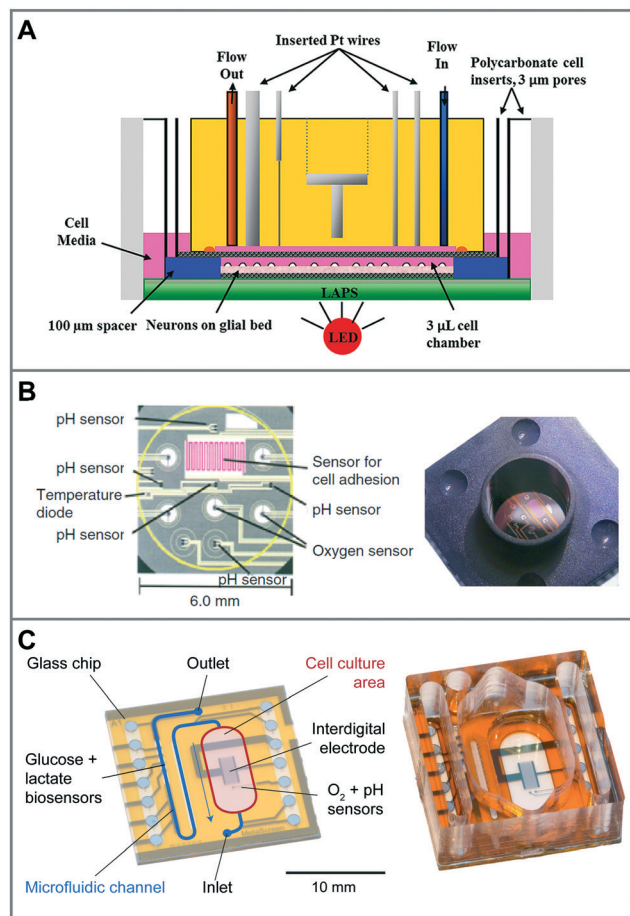 A
Inserted Pt wires
Flow
Out
Flow
In
Polycarbonate cell
inserts, 3 μm pores
Cell
Media
100 μm spacer
Neurons on glial bed
LAPS
LED
3 μL cell
chamber
B
pH sensor
pH sensor
Temperature
diode
pH sensor
Sensor for
cell adhesion
pH sensor
Oxygen sensor
pH sensor
6.0 mm
C
Glass chip
Outlet
Cell culture
area
Interdigital
electrode
Glucose +
lactate
biosensors
O₂ + pH
sensors
Microfluidic channel
Inlet
10 mm